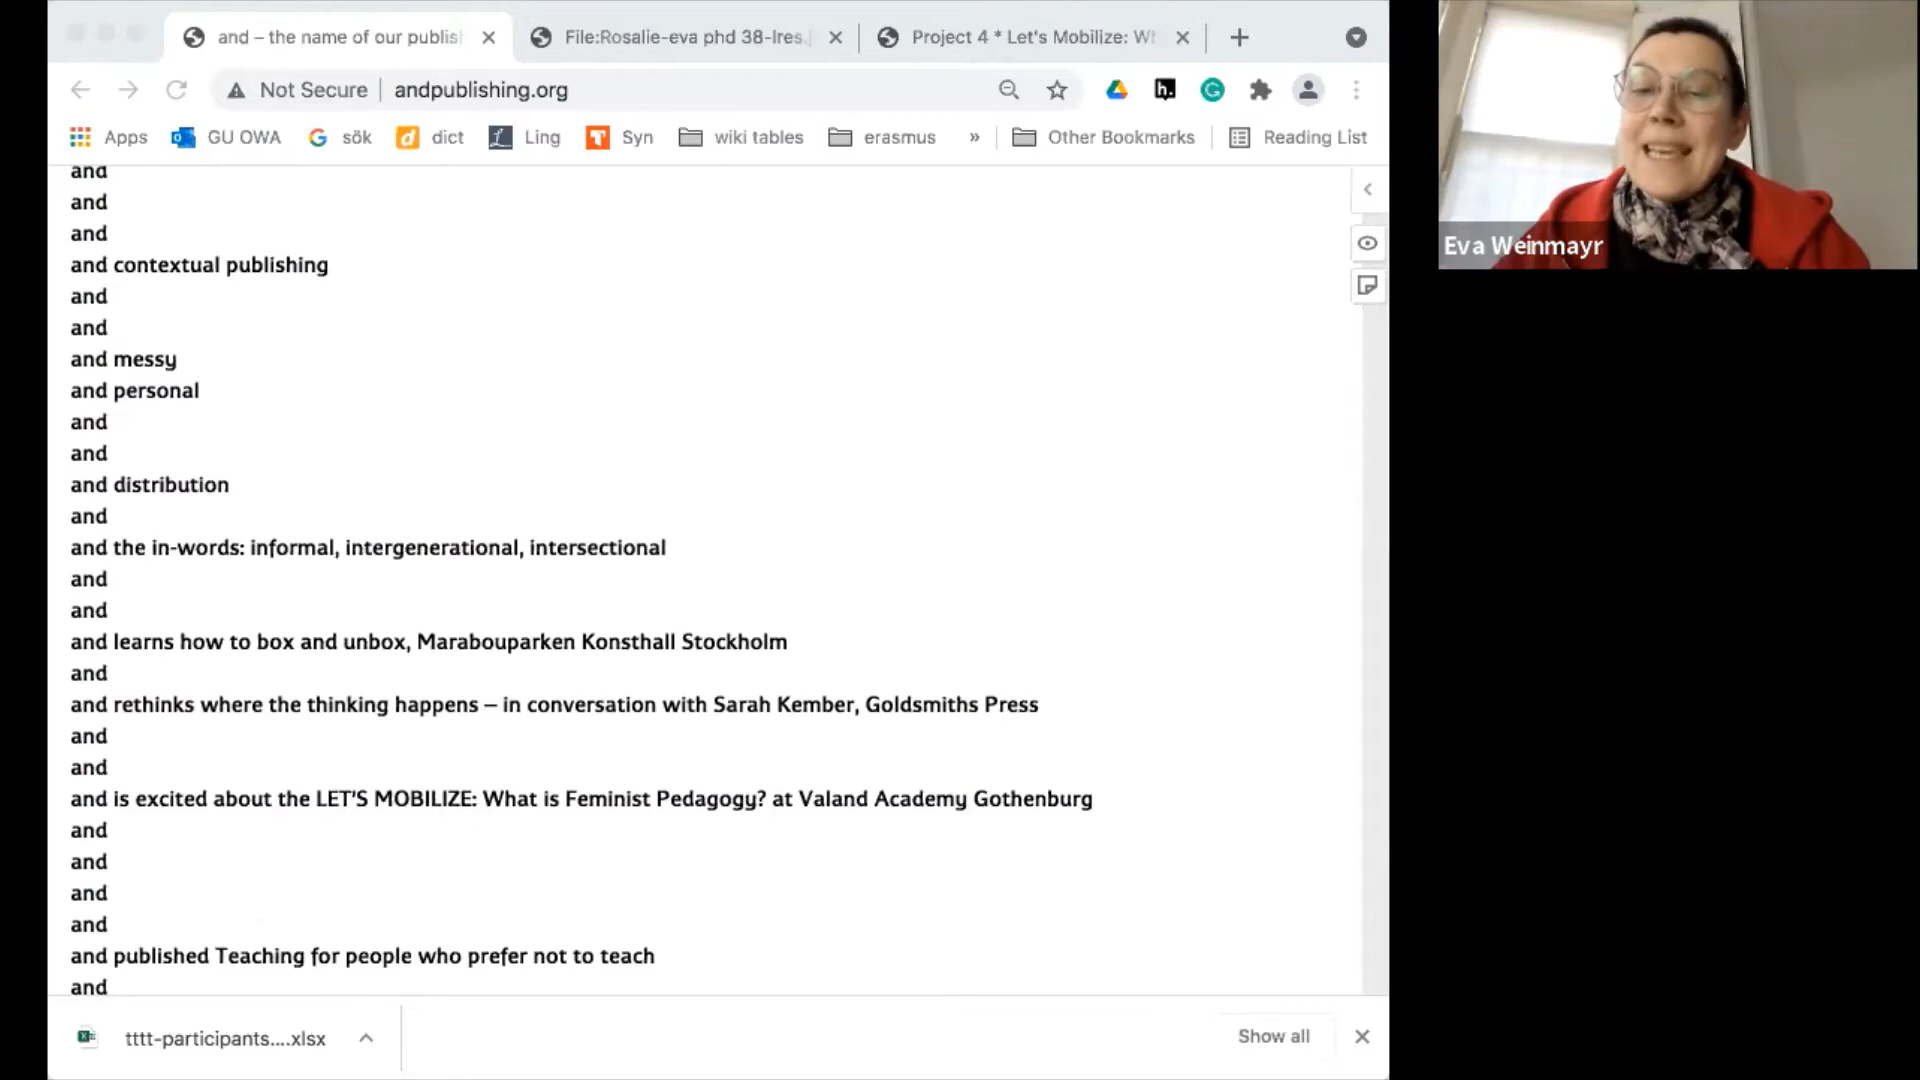 and – the name of our publis
File:Rosalie-eva phd 38-lres.j
Project 4 * Let's Mobilize: Wh
Not Secure
andpublishing.org
Apps
GU OWA
sök
dict
Ling
Syn
wiki tables
erasmus
»
Other Bookmarks
Reading List
and
and
and
and contextual publishing
and
and
and messy
and personal
and
and
and distribution
and
and the in-words: informal, intergenerational, intersectional
and
and
and learns how to box and unbox, Marabouparken Konsthall Stockholm
and
and rethinks where the thinking happens – in conversation with Sarah Kember, Goldsmiths Press
and
and
and is excited about the LET'S MOBILIZE: What is Feminist Pedagogy? at Valand Academy Gothenburg
and
and
and
and
and published Teaching for people who prefer not to teach
and
tttt-participants....xlsx
Show all
Eva Weinmayr